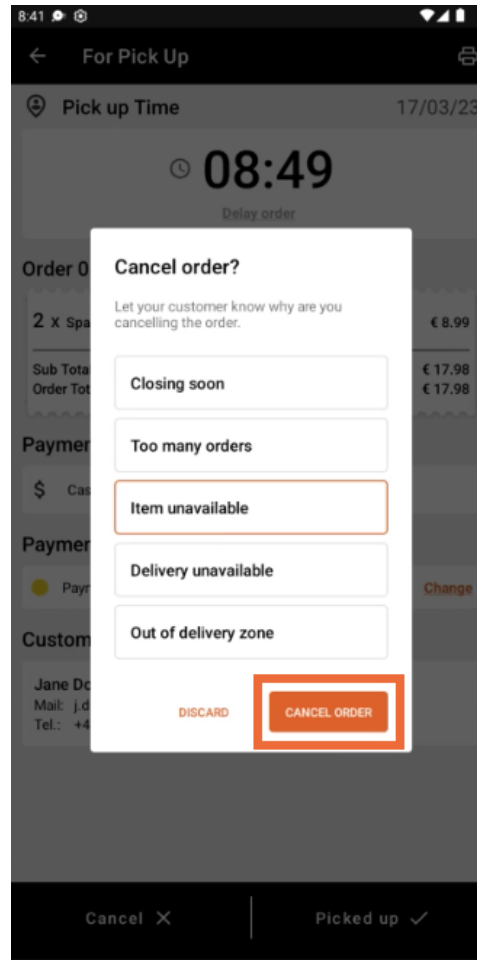 8:41
For Pick Up
Pick up Time 17/03/23
08:49
Delay order
Order 0
Cancel order?
Let your customer know why are you
cancelling the order.
2 x Spa € 8.99
Sub Tota € 17.98
Order Tot € 17.98
Closing soon
Too many orders
Item unavailable
Delivery unavailable
Out of delivery zone
Paymer
$ Cas
Paymer
Payr Change
Custom
Jane Do
Mail: j.d
Tel.: +4
DISCARD CANCEL ORDER
Cancel Picked up